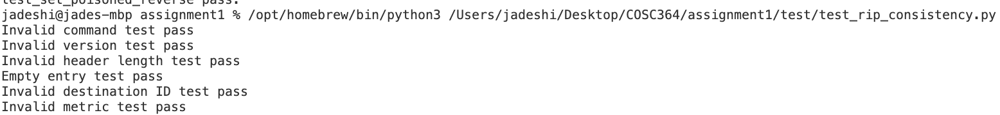 test_set_poisoned_reverse pass.
jadeshi@jades-mbp assignment1 % /opt/homebrew/bin/python3 /Users/jadeshi/Desktop/COSC364/assignment1/test/test_rip_consistency.py
Invalid command test pass
Invalid version test pass
Invalid header length test pass
Empty entry test pass
Invalid destination ID test pass
Invalid metric test pass